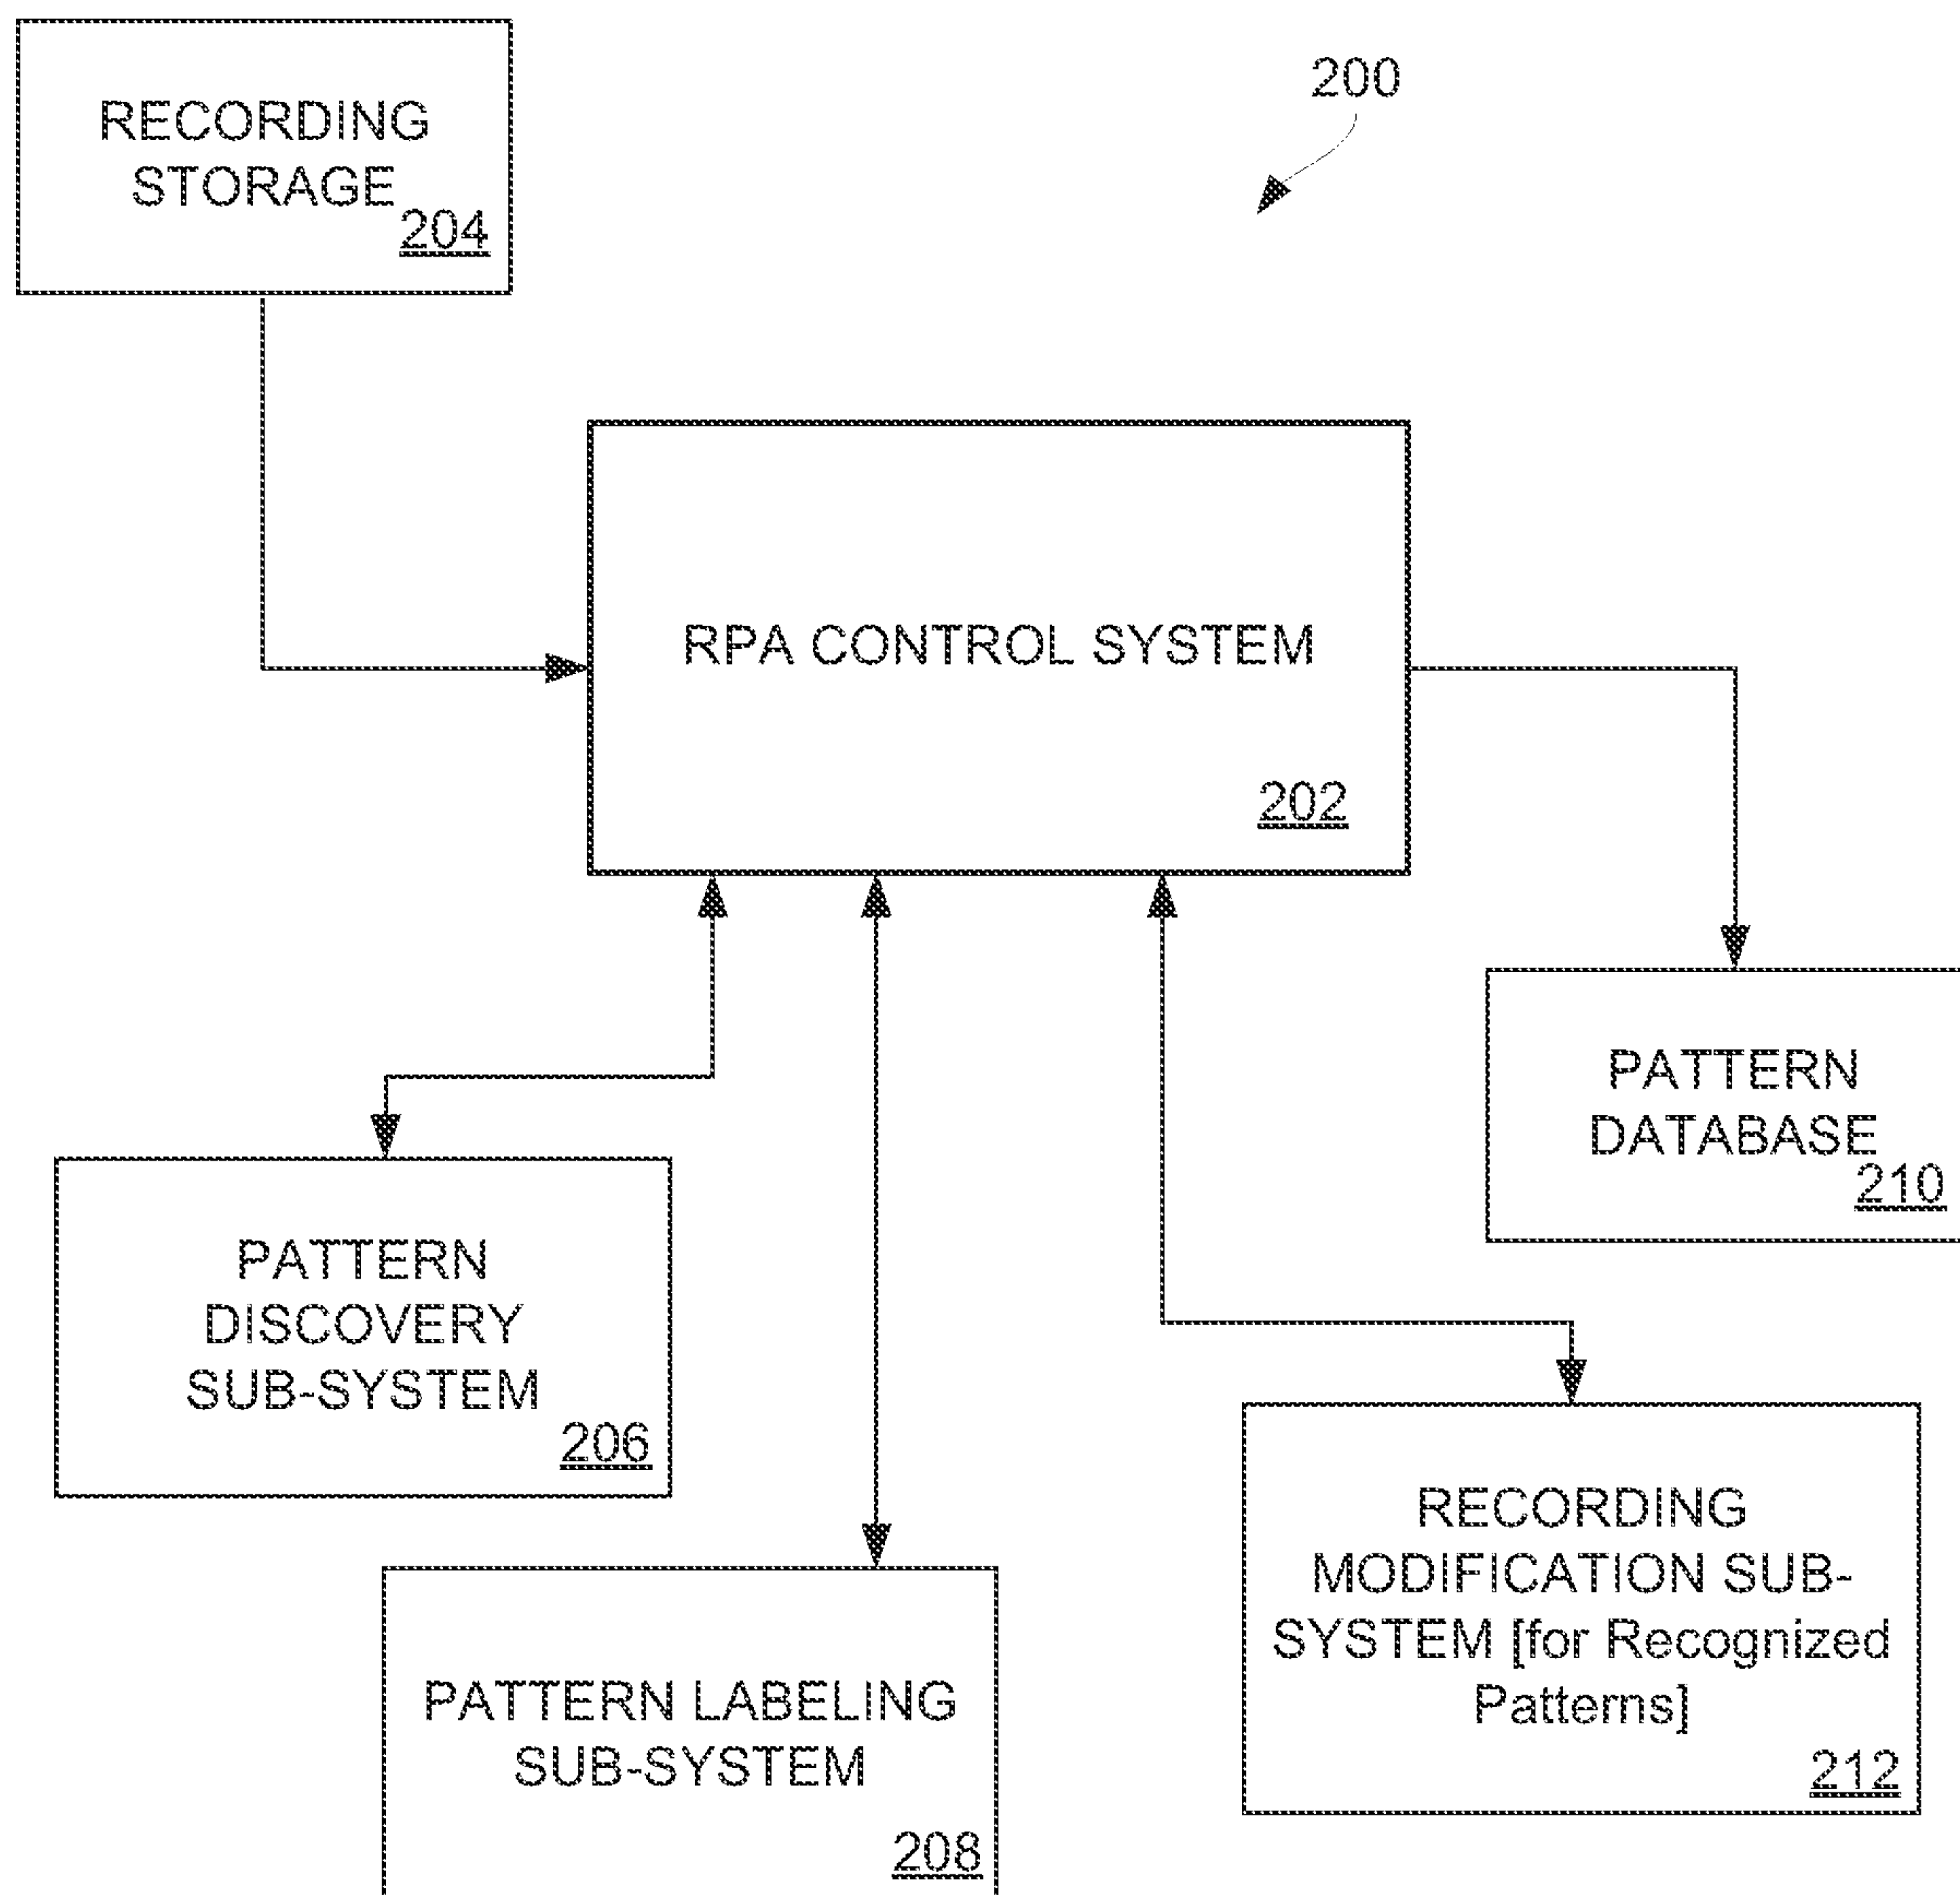 RECORDING
STORAGE
204
200
RPA CONTROL SYSTEM
202
PATTERN
DATABASE
210
PATTERN
DISCOVERY
SUB-SYSTEM
206
RECORDING
MODIFICATION SUB-
SYSTEM [for Recognized
Patterns]
212
PATTERN LABELING
SUB-SYSTEM
208